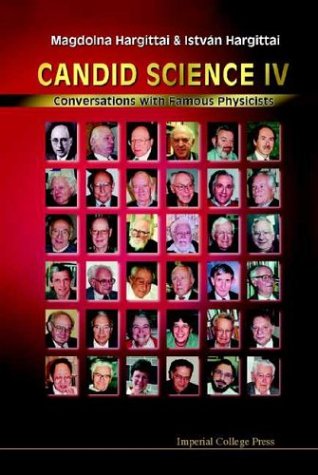 Magdolna Hargittai & István Hargittai
CANDID SCIENCE IV
Conversations with Famous Physicists
Imperial College Press